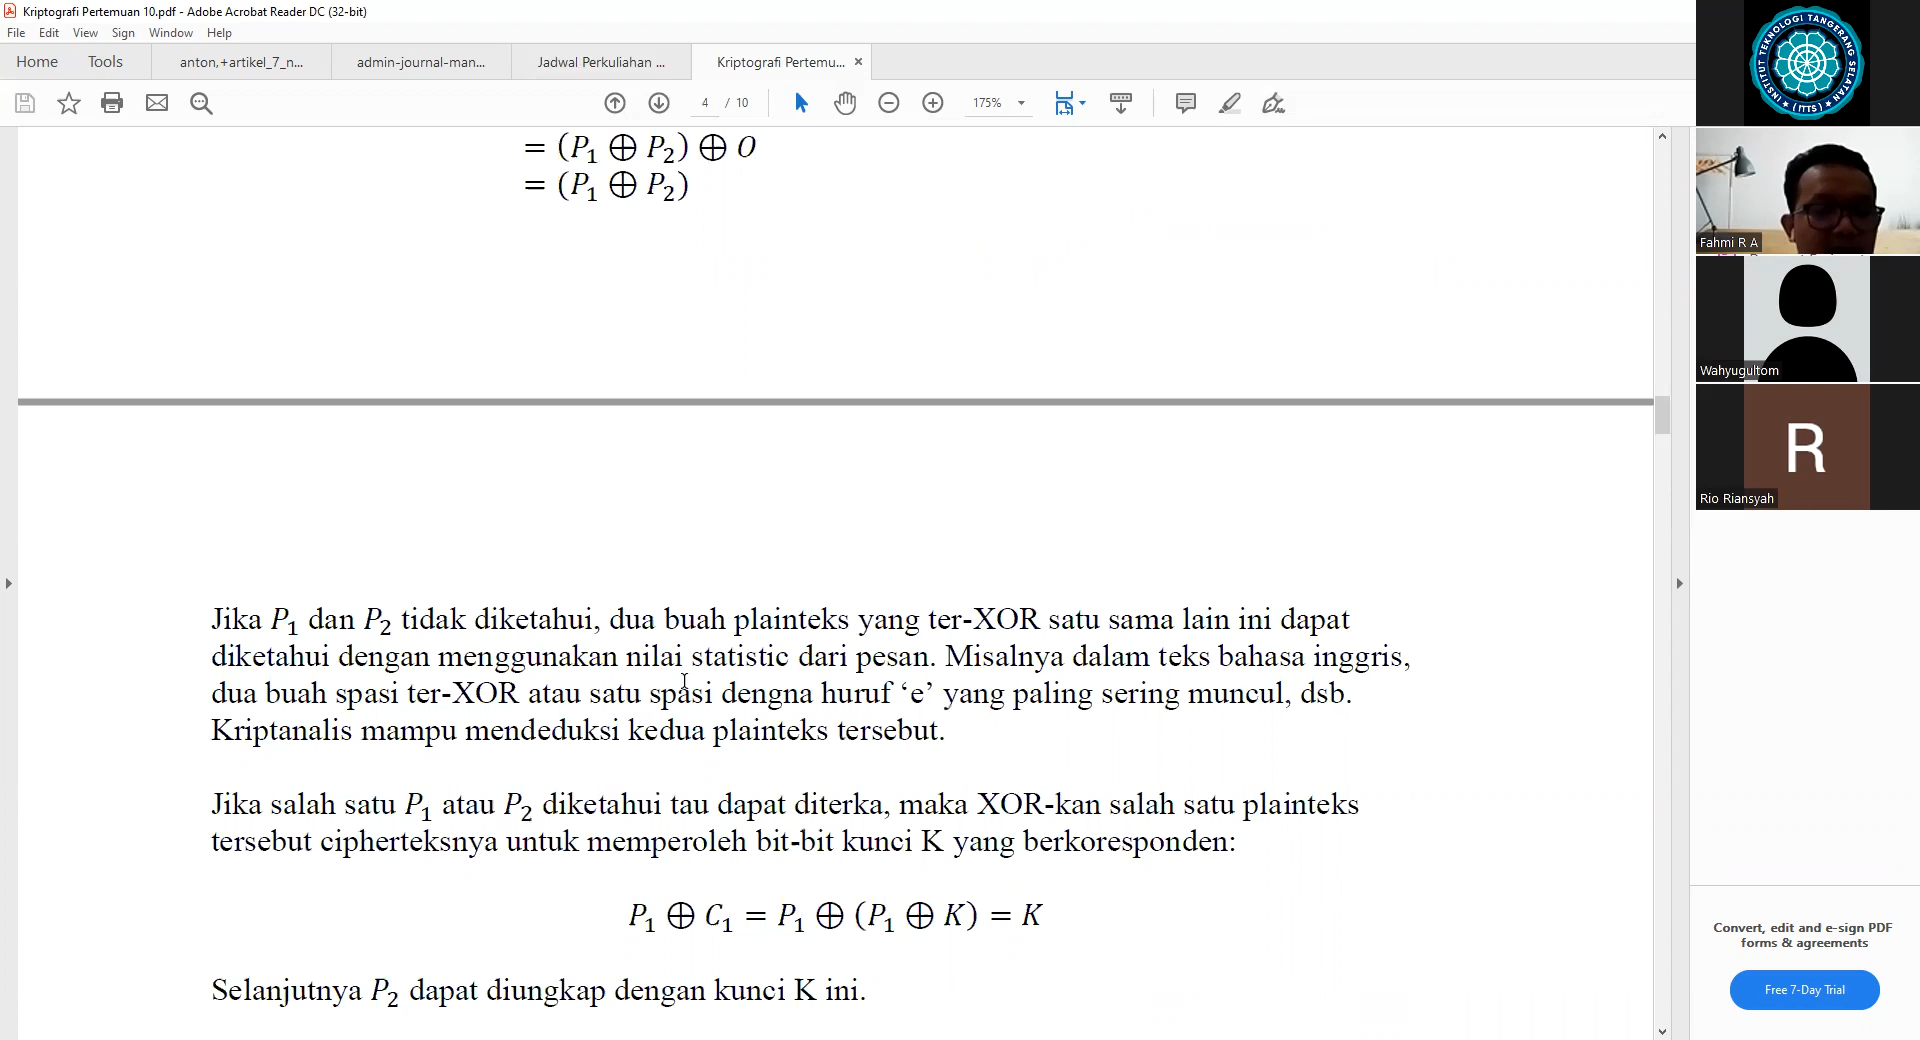 Kriptografi Pertemuan 10.pdf - Adobe Acrobat Reader DC (32-bit)
File Edit View Sign Window Help
Home Tools anton,+artikel_7_n... admin-journal-man... Jadwal Perkuliahan ... Kriptografi Pertemu... ×
4 / 10 175%
= (P₁ ⊕ P₂) ⊕ O
= (P₁ ⊕ P₂)
Jika P₁ dan P₂ tidak diketahui, dua buah plainteks yang ter-XOR satu sama lain ini dapat
diketahui dengan menggunakan nilai statistic dari pesan. Misalnya dalam teks bahasa inggris,
dua buah spasi ter-XOR atau satu spasi dengna huruf ‘e’ yang paling sering muncul, dsb.
Kriptanalis mampu mendeduksi kedua plainteks tersebut.
Jika salah satu P₁ atau P₂ diketahui tau dapat diterka, maka XOR-kan salah satu plainteks
tersebut cipherteksnya untuk memperoleh bit-bit kunci K yang berkoresponden:
P₁ ⊕ C₁ = P₁ ⊕ (P₁ ⊕ K) = K
Selanjutnya P₂ dapat diungkap dengan kunci K ini.
INSTITUT TEKNOLOGI TANGERANG SELATAN
(ITTS)
Fahmi R A
Wahyugultom
R
Rio Riansyah
Convert, edit and e-sign PDF
forms & agreements
Free 7-Day Trial